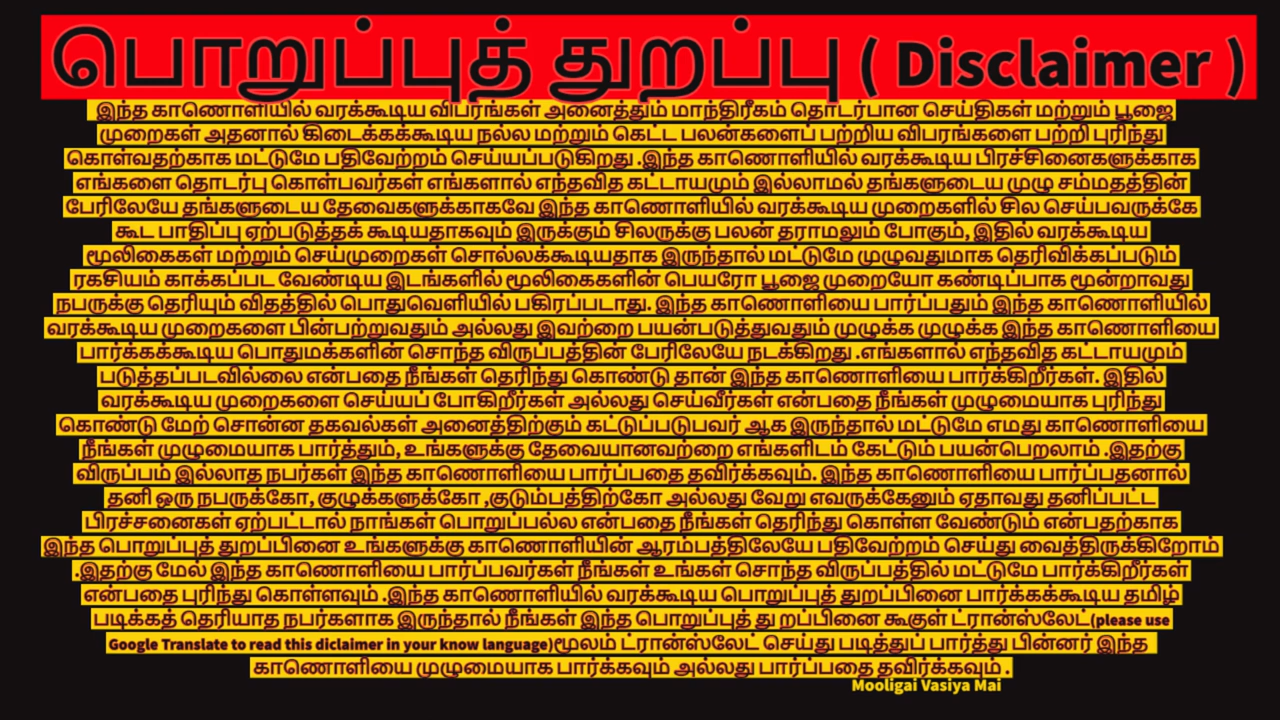 பொறுப்புத் துறப்பு ( Disclaimer )
இந்த காணொளியில் வரக்கூடிய விபரங்கள் அனைத்தும் மாந்திரீகம் தொடர்பான செய்திகள் மற்றும் பூஜை
முறைகள் அதனால் கிடைக்கக்கூடிய நல்ல மற்றும் கெட்ட பலன்களைப் பற்றிய விபரங்களை பற்றி புரிந்து
கொள்வதற்காக மட்டுமே பதிவேற்றம் செய்யப்படுகிறது .இந்த காணொளியில் வரக்கூடிய பிரச்சினைகளுக்காக
எங்களை தொடர்பு கொள்பவர்கள் எங்களால் எந்தவித கட்டாயமும் இல்லாமல் தங்களுடைய முழு சம்மதத்தின்
பேரிலேயே தங்களுடைய தேவைகளுக்காகவே இந்த காணொளியில் வரக்கூடிய முறைகளில் சில செய்பவருக்கே
கூட பாதிப்பு ஏற்படுத்தக் கூடியதாகவும் இருக்கும் சிலருக்கு பலன் தராமலும் போகும், இதில் வரக்கூடிய
மூலிகைகள் மற்றும் செய்முறைகள் சொல்லக்கூடியதாக இருந்தால் மட்டுமே முழுவதுமாக தெரிவிக்கப்படும்
ரகசியம் காக்கப்பட வேண்டிய இடங்களில் மூலிகைகளின் பெயரோ பூஜை முறையோ கண்டிப்பாக மூன்றாவது
நபருக்கு தெரியும் விதத்தில் பொதுவெளியில் பகிரப்படாது. இந்த காணொளியை பார்ப்பதும் இந்த காணொளியில்
வரக்கூடிய முறைகளை பின்பற்றுவதும் அல்லது இவற்றை பயன்படுத்துவதும் முழுக்க முழுக்க இந்த காணொளியை
பார்க்கக்கூடிய பொதுமக்களின் சொந்த விருப்பத்தின் பேரிலேயே நடக்கிறது .எங்களால் எந்தவித கட்டாயமும்
படுத்தப்படவில்லை என்பதை நீங்கள் தெரிந்து கொண்டு தான் இந்த காணொளியை பார்க்கிறீர்கள். இதில்
வரக்கூடிய முறைகளை செய்யப் போகிறீர்கள் அல்லது செய்வீர்கள் என்பதை நீங்கள் முழுமையாக புரிந்து
கொண்டு மேற் சொன்ன தகவல்கள் அனைத்திற்கும் கட்டுப்படுபவர் ஆக இருந்தால் மட்டுமே எமது காணொளியை
நீங்கள் முழுமையாக பார்த்தும், உங்களுக்கு தேவையானவற்றை எங்களிடம் கேட்டும் பயன்பெறலாம் .இதற்கு
விருப்பம் இல்லாத நபர்கள் இந்த காணொளியை பார்ப்பதை தவிர்க்கவும். இந்த காணொளியை பார்ப்பதனால்
தனி ஒரு நபருக்கோ, குழுக்களுக்கோ ,குடும்பத்திற்கோ அல்லது வேறு எவருக்கேனும் ஏதாவது தனிப்பட்ட
பிரச்சனைகள் ஏற்பட்டால் நாங்கள் பொறுப்பல்ல என்பதை நீங்கள் தெரிந்து கொள்ள வேண்டும் என்பதற்காக
இந்த பொறுப்புத் துறப்பினை உங்களுக்கு காணொளியின் ஆரம்பத்திலேயே பதிவேற்றம் செய்து வைத்திருக்கிறோம்
.இதற்கு மேல் இந்த காணொளியை பார்ப்பவர்கள் நீங்கள் உங்கள் சொந்த விருப்பத்தில் மட்டுமே பார்க்கிறீர்கள்
என்பதை புரிந்து கொள்ளவும் .இந்த காணொளியில் வரக்கூடிய பொறுப்புத் துறப்பினை பார்க்கக்கூடிய தமிழ்
படிக்கத் தெரியாத நபர்களாக இருந்தால் நீங்கள் இந்த பொறுப்புத் து றப்பினை கூகுள் ட்ரான்ஸ்லேட்(please use
Google Translate to read this diclaimer in your know language)மூலம் ட்ரான்ஸ்லேட் செய்து படித்துப் பார்த்து பின்னர் இந்த
காணொளியை முழுமையாக பார்க்கவும் அல்லது பார்ப்பதை தவிர்க்கவும் .
Mooligai Vasiya Mai